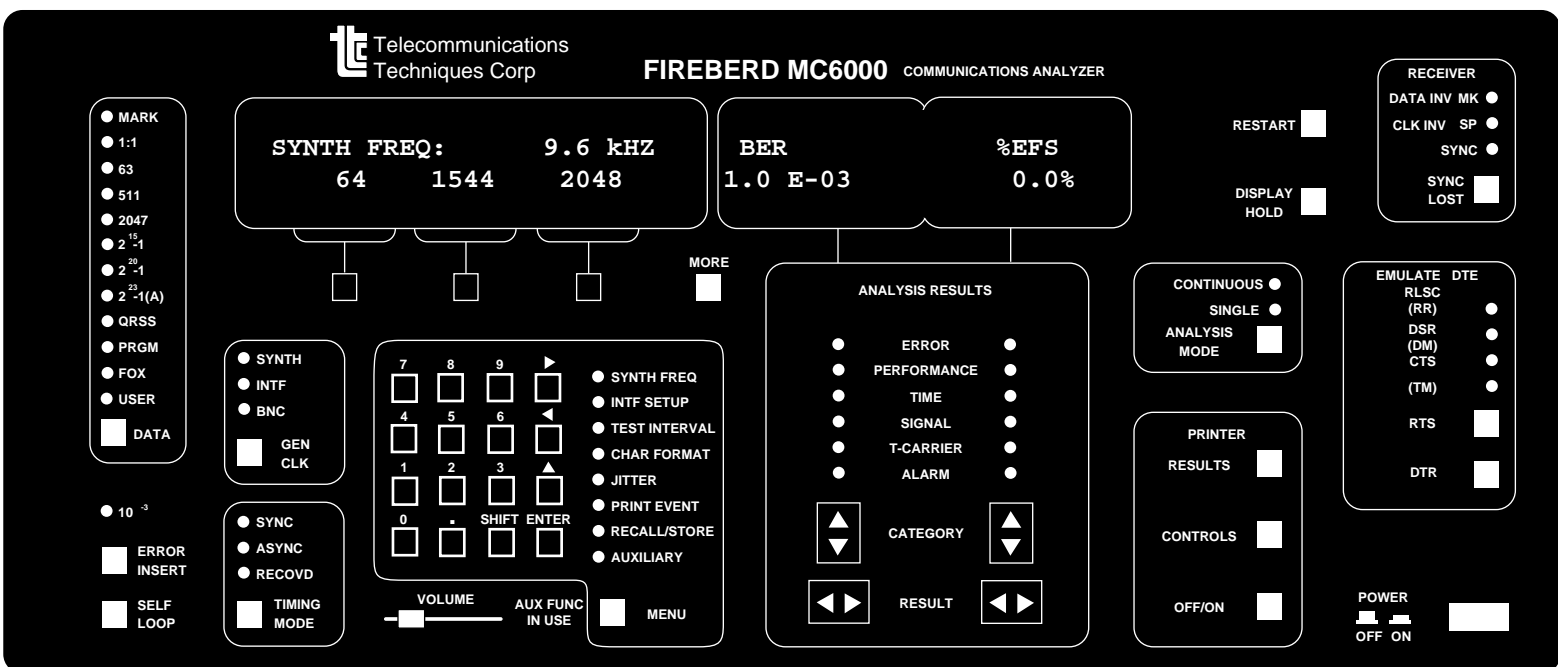 ttc Telecommunications
Techniques Corp
FIREBERD MC6000 COMMUNICATIONS ANALYZER
MARK
1:1
63
511
2047
2 15 -1
2 20 -1
2 23 -1(A)
QRSS
PRGM
FOX
USER
DATA
10 -3
ERROR
INSERT
SELF
LOOP
SYNTH FREQ: 9.6 kHZ
64 1544 2048
BER %EFS
1.0 E-03 0.0%
MORE
SYNTH
INTF
BNC
GEN
CLK
SYNC
ASYNC
RECOVD
TIMING
MODE
7 8 9
4 5 6
1 2 3
0 . SHIFT ENTER
SYNTH FREQ
INTF SETUP
TEST INTERVAL
CHAR FORMAT
JITTER
PRINT EVENT
RECALL/STORE
AUXILIARY
VOLUME
AUX FUNC
IN USE
MENU
ANALYSIS RESULTS
ERROR
PERFORMANCE
TIME
SIGNAL
T-CARRIER
ALARM
CATEGORY
RESULT
RESTART
DISPLAY
HOLD
CONTINUOUS
SINGLE
ANALYSIS
MODE
PRINTER
RESULTS
CONTROLS
OFF/ON
RECEIVER
DATA INV MK
CLK INV SP
SYNC
SYNC
LOST
EMULATE DTE
RLSC
(RR)
DSR
(DM)
CTS
(TM)
RTS
DTR
POWER
OFF ON